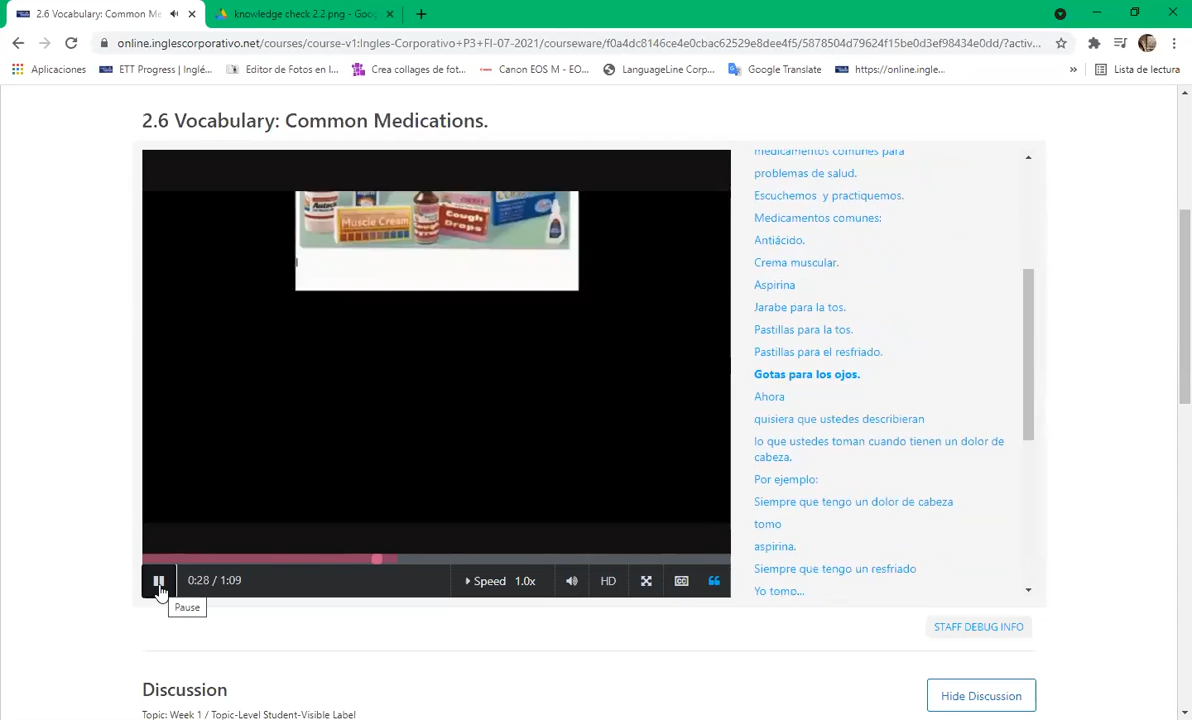 2.6 Vocabulary: Common Me
knowledge check 2.2 png - Goog
online.inglescorporativo.net/courses/course-v1:Ingles-Corporativo+P3+FI-07-2021/courseware/f0a4dc8146ce4e0cbac62529e8dee4f5/5878504d79624f15be0d3ef98434e0dd/?activ...
Aplicaciones
ETT Progress | Inglé...
Editor de Fotos en l...
Crea collages de fot...
Canon EOS M - EO...
LanguageLine Corp...
Google Translate
https://online.ingle...
»
Lista de lectura
2.6 Vocabulary: Common Medications.
Muscle Cream
Cough
Drops
medicamentos comunes para
problemas de salud.
Escuchemos y practiquemos.
Medicamentos comunes:
Antiácido.
Crema muscular.
Aspirina
Jarabe para la tos.
Pastillas para la tos.
Pastillas para el resfriado.
Gotas para los ojos.
Ahora
quisiera que ustedes describieran
lo que ustedes toman cuando tienen un dolor de
cabeza.
Por ejemplo:
Siempre que tengo un dolor de cabeza
tomo
aspirina.
Siempre que tengo un resfriado
Yo tomo...
0:28 / 1:09
Speed 1.0x
HD
Pause
STAFF DEBUG INFO
Discussion
Hide Discussion
Topic: Week 1 / Topic-Level Student-Visible Label